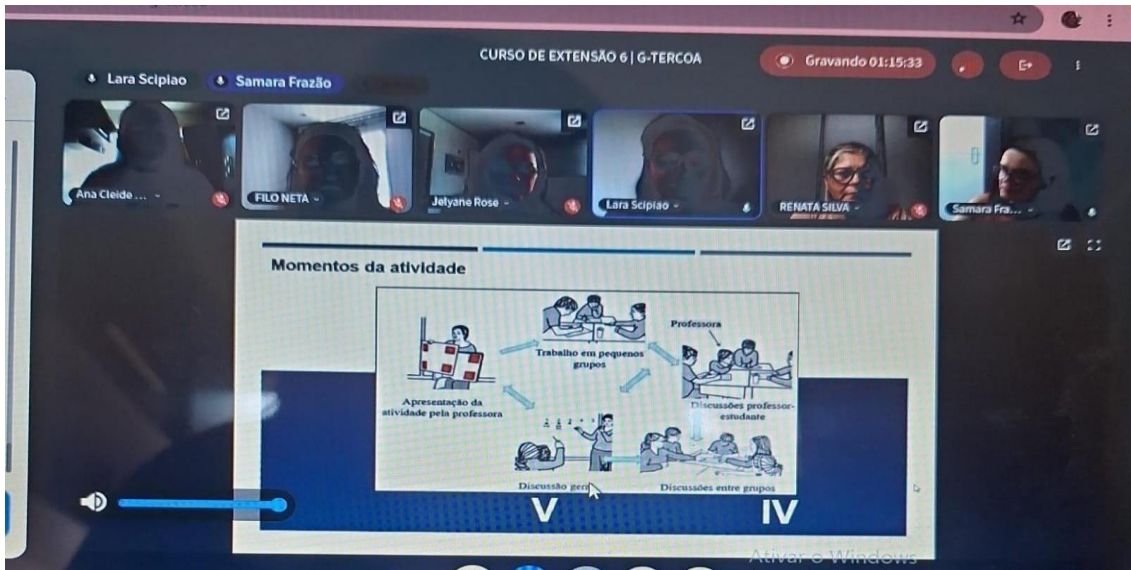 CURSO DE EXTENSÃO 6 | G-TERCOA
Gravando 01:15:33
Lara Scipiao
Samara Frazão
Ana Cleide ...
FILO NETA
Jelyane Rose
Lara Scipiao
RENATA SILVA
Samara Fra...
Momentos da atividade
Professora
Trabalho em pequenos
grupos
Apresentação da
atividade pela professora
Discussões professor-
estudante
Discussão
Discussões entre grupos
V
IV
Ativar o Windows